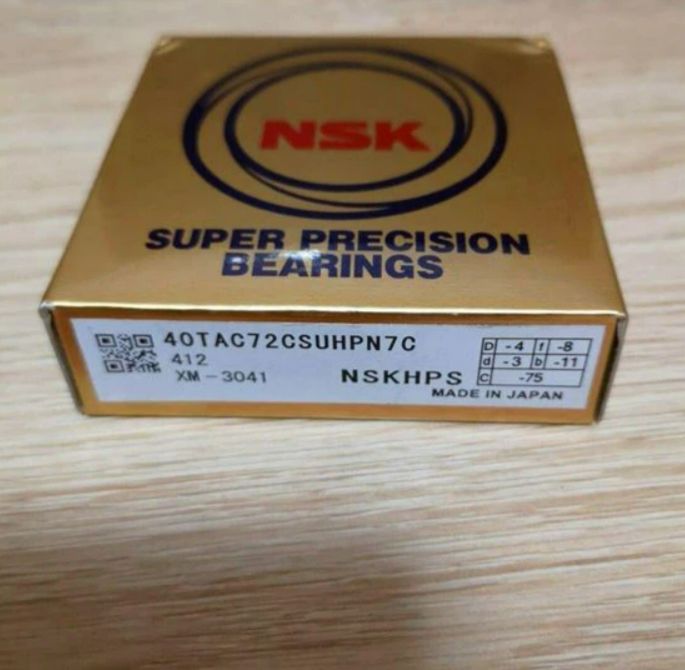 NSK
SUPER PRECISION
BEARINGS
40TAC72CSUHPN7C
412
XM-3041
NSKHPS
D -4 f -8
d -3 b -11
C -75
MADE IN JAPAN